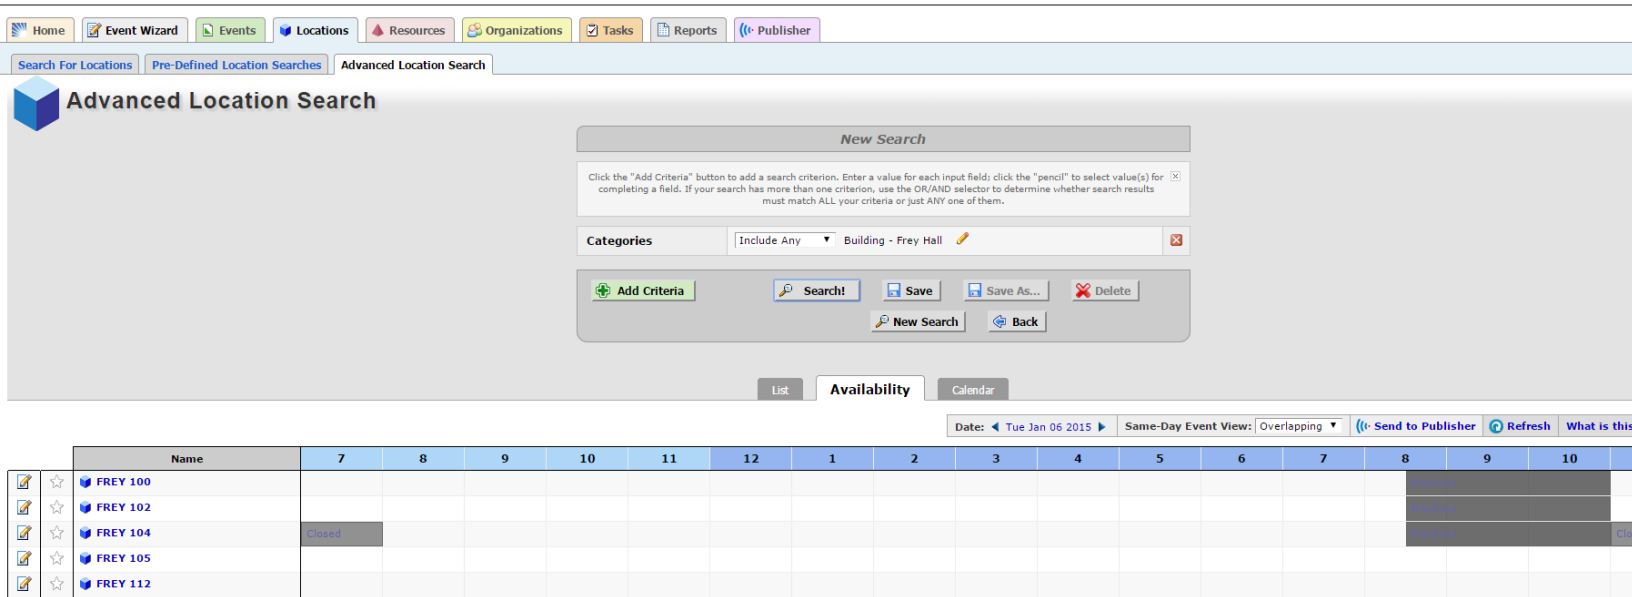 Home Event Wizard Events Locations Resources Organizations Tasks Reports Publisher
Search For Locations Pre-Defined Location Searches Advanced Location Search
Advanced Location Search
New Search
Click the "Add Criteria" button to add a search criterion. Enter a value for each input field; click the "pencil" to select value(s) for
completing a field. If your search has more than one criterion, use the OR/AND selector to determine whether search results
must match ALL your criteria or just ANY one of them.
Categories Include Any Building - Frey Hall
Add Criteria Search! Save Save As... Delete
New Search Back
List Availability Calendar
Date: Tue Jan 06 2015 Same-Day Event View: Overlapping Send to Publisher Refresh What is this
Name 7 8 9 10 11 12 1 2 3 4 5 6 7 8 9 10
FREY 100
FREY 102
FREY 104 Closed Clo
FREY 105
FREY 112